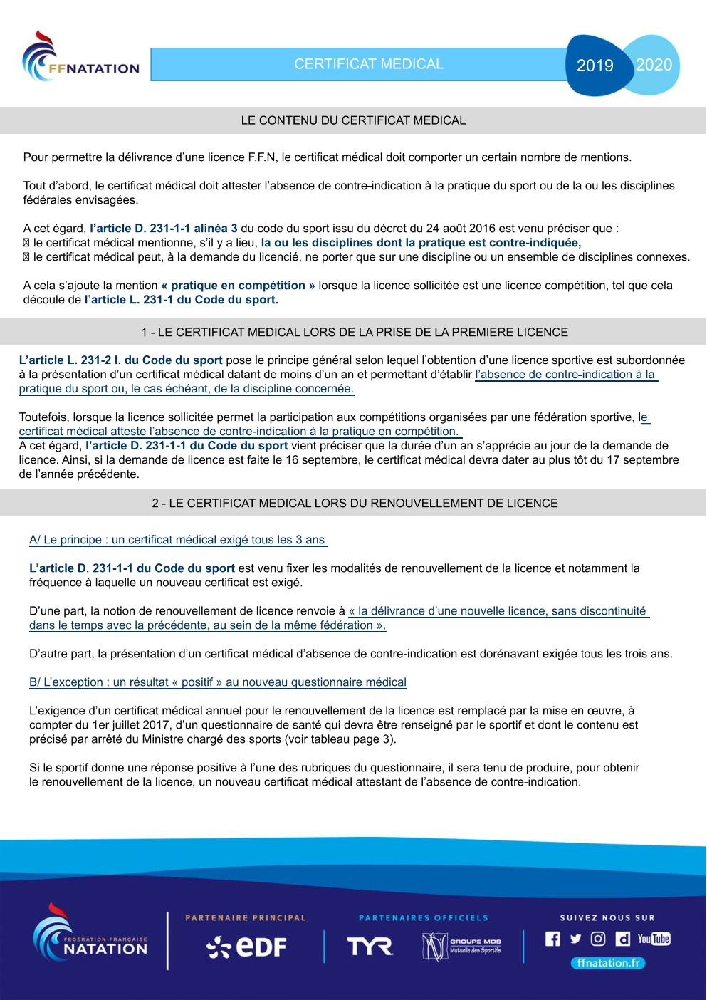 FFNATATION
CERTIFICAT MEDICAL
2019
2020
LE CONTENU DU CERTIFICAT MEDICAL
Pour permettre la délivrance d’une licence F.F.N, le certificat médical doit comporter un certain nombre de mentions.
Tout d’abord, le certificat médical doit attester l’absence de contre-indication à la pratique du sport ou de la ou les disciplines
fédérales envisagées.
A cet égard, l’article D. 231-1-1 alinéa 3 du code du sport issu du décret du 24 août 2016 est venu préciser que :
le certificat médical mentionne, s’il y a lieu, la ou les disciplines dont la pratique est contre-indiquée,
le certificat médical peut, à la demande du licencié, ne porter que sur une discipline ou un ensemble de disciplines connexes.
A cela s’ajoute la mention « pratique en compétition » lorsque la licence sollicitée est une licence compétition, tel que cela
découle de l’article L. 231-1 du Code du sport.
1 - LE CERTIFICAT MEDICAL LORS DE LA PRISE DE LA PREMIERE LICENCE
L’article L. 231-2 I. du Code du sport pose le principe général selon lequel l’obtention d’une licence sportive est subordonnée
à la présentation d’un certificat médical datant de moins d’un an et permettant d’établir l’absence de contre-indication à la
pratique du sport ou, le cas échéant, de la discipline concernée.
Toutefois, lorsque la licence sollicitée permet la participation aux compétitions organisées par une fédération sportive, le
certificat médical atteste l’absence de contre-indication à la pratique en compétition.
A cet égard, l’article D. 231-1-1 du Code du sport vient préciser que la durée d’un an s’apprécie au jour de la demande de
licence. Ainsi, si la demande de licence est faite le 16 septembre, le certificat médical devra dater au plus tôt du 17 septembre
de l’année précédente.
2 - LE CERTIFICAT MEDICAL LORS DU RENOUVELLEMENT DE LICENCE
A/ Le principe : un certificat médical exigé tous les 3 ans
L’article D. 231-1-1 du Code du sport est venu fixer les modalités de renouvellement de la licence et notamment la
fréquence à laquelle un nouveau certificat est exigé.
D’une part, la notion de renouvellement de licence renvoie à « la délivrance d’une nouvelle licence, sans discontinuité
dans le temps avec la précédente, au sein de la même fédération ».
D’autre part, la présentation d’un certificat médical d’absence de contre-indication est dorénavant exigée tous les trois ans.
B/ L’exception : un résultat « positif » au nouveau questionnaire médical
L’exigence d’un certificat médical annuel pour le renouvellement de la licence est remplacé par la mise en œuvre, à
compter du 1er juillet 2017, d’un questionnaire de santé qui devra être renseigné par le sportif et dont le contenu est
précisé par arrêté du Ministre chargé des sports (voir tableau page 3).
Si le sportif donne une réponse positive à l’une des rubriques du questionnaire, il sera tenu de produire, pour obtenir
le renouvellement de la licence, un nouveau certificat médical attestant de l’absence de contre-indication.
PARTENAIRE PRINCIPAL
PARTENAIRES OFFICIELS
SUIVEZ NOUS SUR
FÉDÉRATION FRANÇAISE
NATATION
eDF
TYR
GROUPE MDS
Mutuelle des Sportifs
YouTube
ffnatation.fr